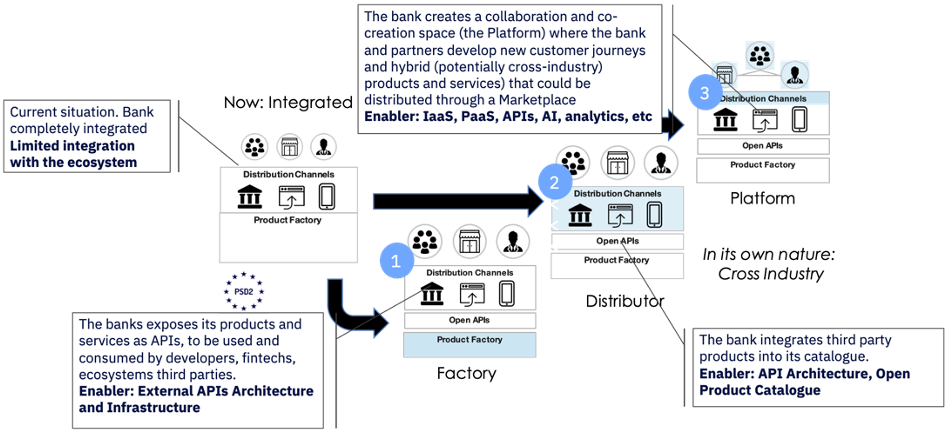 The bank creates a collaboration and co-
creation space (the Platform) where the bank
and partners develop new customer journeys
and hybrid (potentially cross-industry)
products and services) that could be
distributed through a Marketplace
Enabler: IaaS, PaaS, APIs, AI, analytics, etc
Current situation. Bank
completely integrated
Limited integration
with the ecosystem
Now: Integrated
Distribution Channels
Product Factory
3
Distribution Channels
Open APIs
Product Factory
Platform
2
Distribution Channels
Open APIs
Product Factory
Distributor
In its own nature:
Cross Industry
1
Distribution Channels
Open APIs
Product Factory
Factory
PSD2
The banks exposes its products and
services as APIs, to be used and
consumed by developers, fintechs,
ecosystems third parties.
Enabler: External APIs Architecture
and Infrastructure
The bank integrates third party
products into its catalogue.
Enabler: API Architecture, Open
Product Catalogue